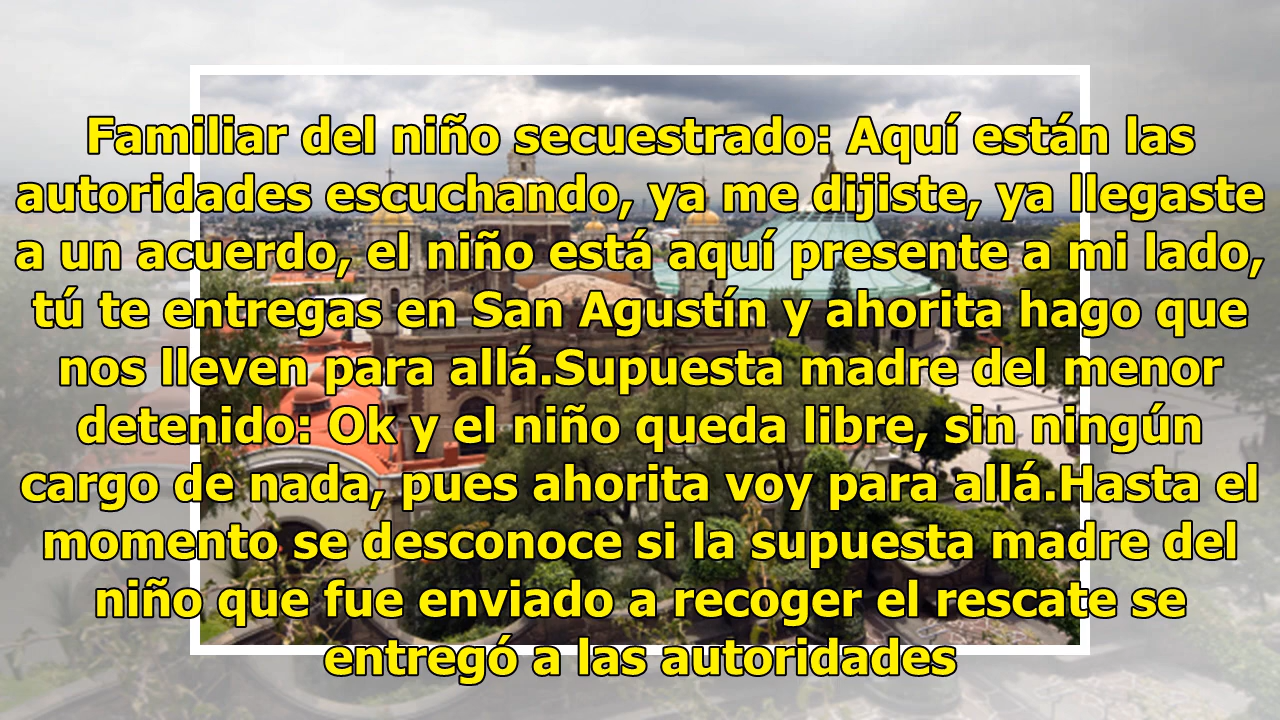 Familiar del niño secuestrado: Aquí están las
autoridades escuchando, ya me dijiste, ya llegaste
a un acuerdo, el niño está aquí presente a mi lado,
tú te entregas en San Agustín y ahorita hago que
nos lleven para allá.Supuesta madre del menor
detenido: Ok y el niño queda libre, sin ningún
cargo de nada, pues ahorita voy para allá.Hasta el
momento se desconoce si la supuesta madre del
niño que fue enviado a recoger el rescate se
entregó a las autoridades